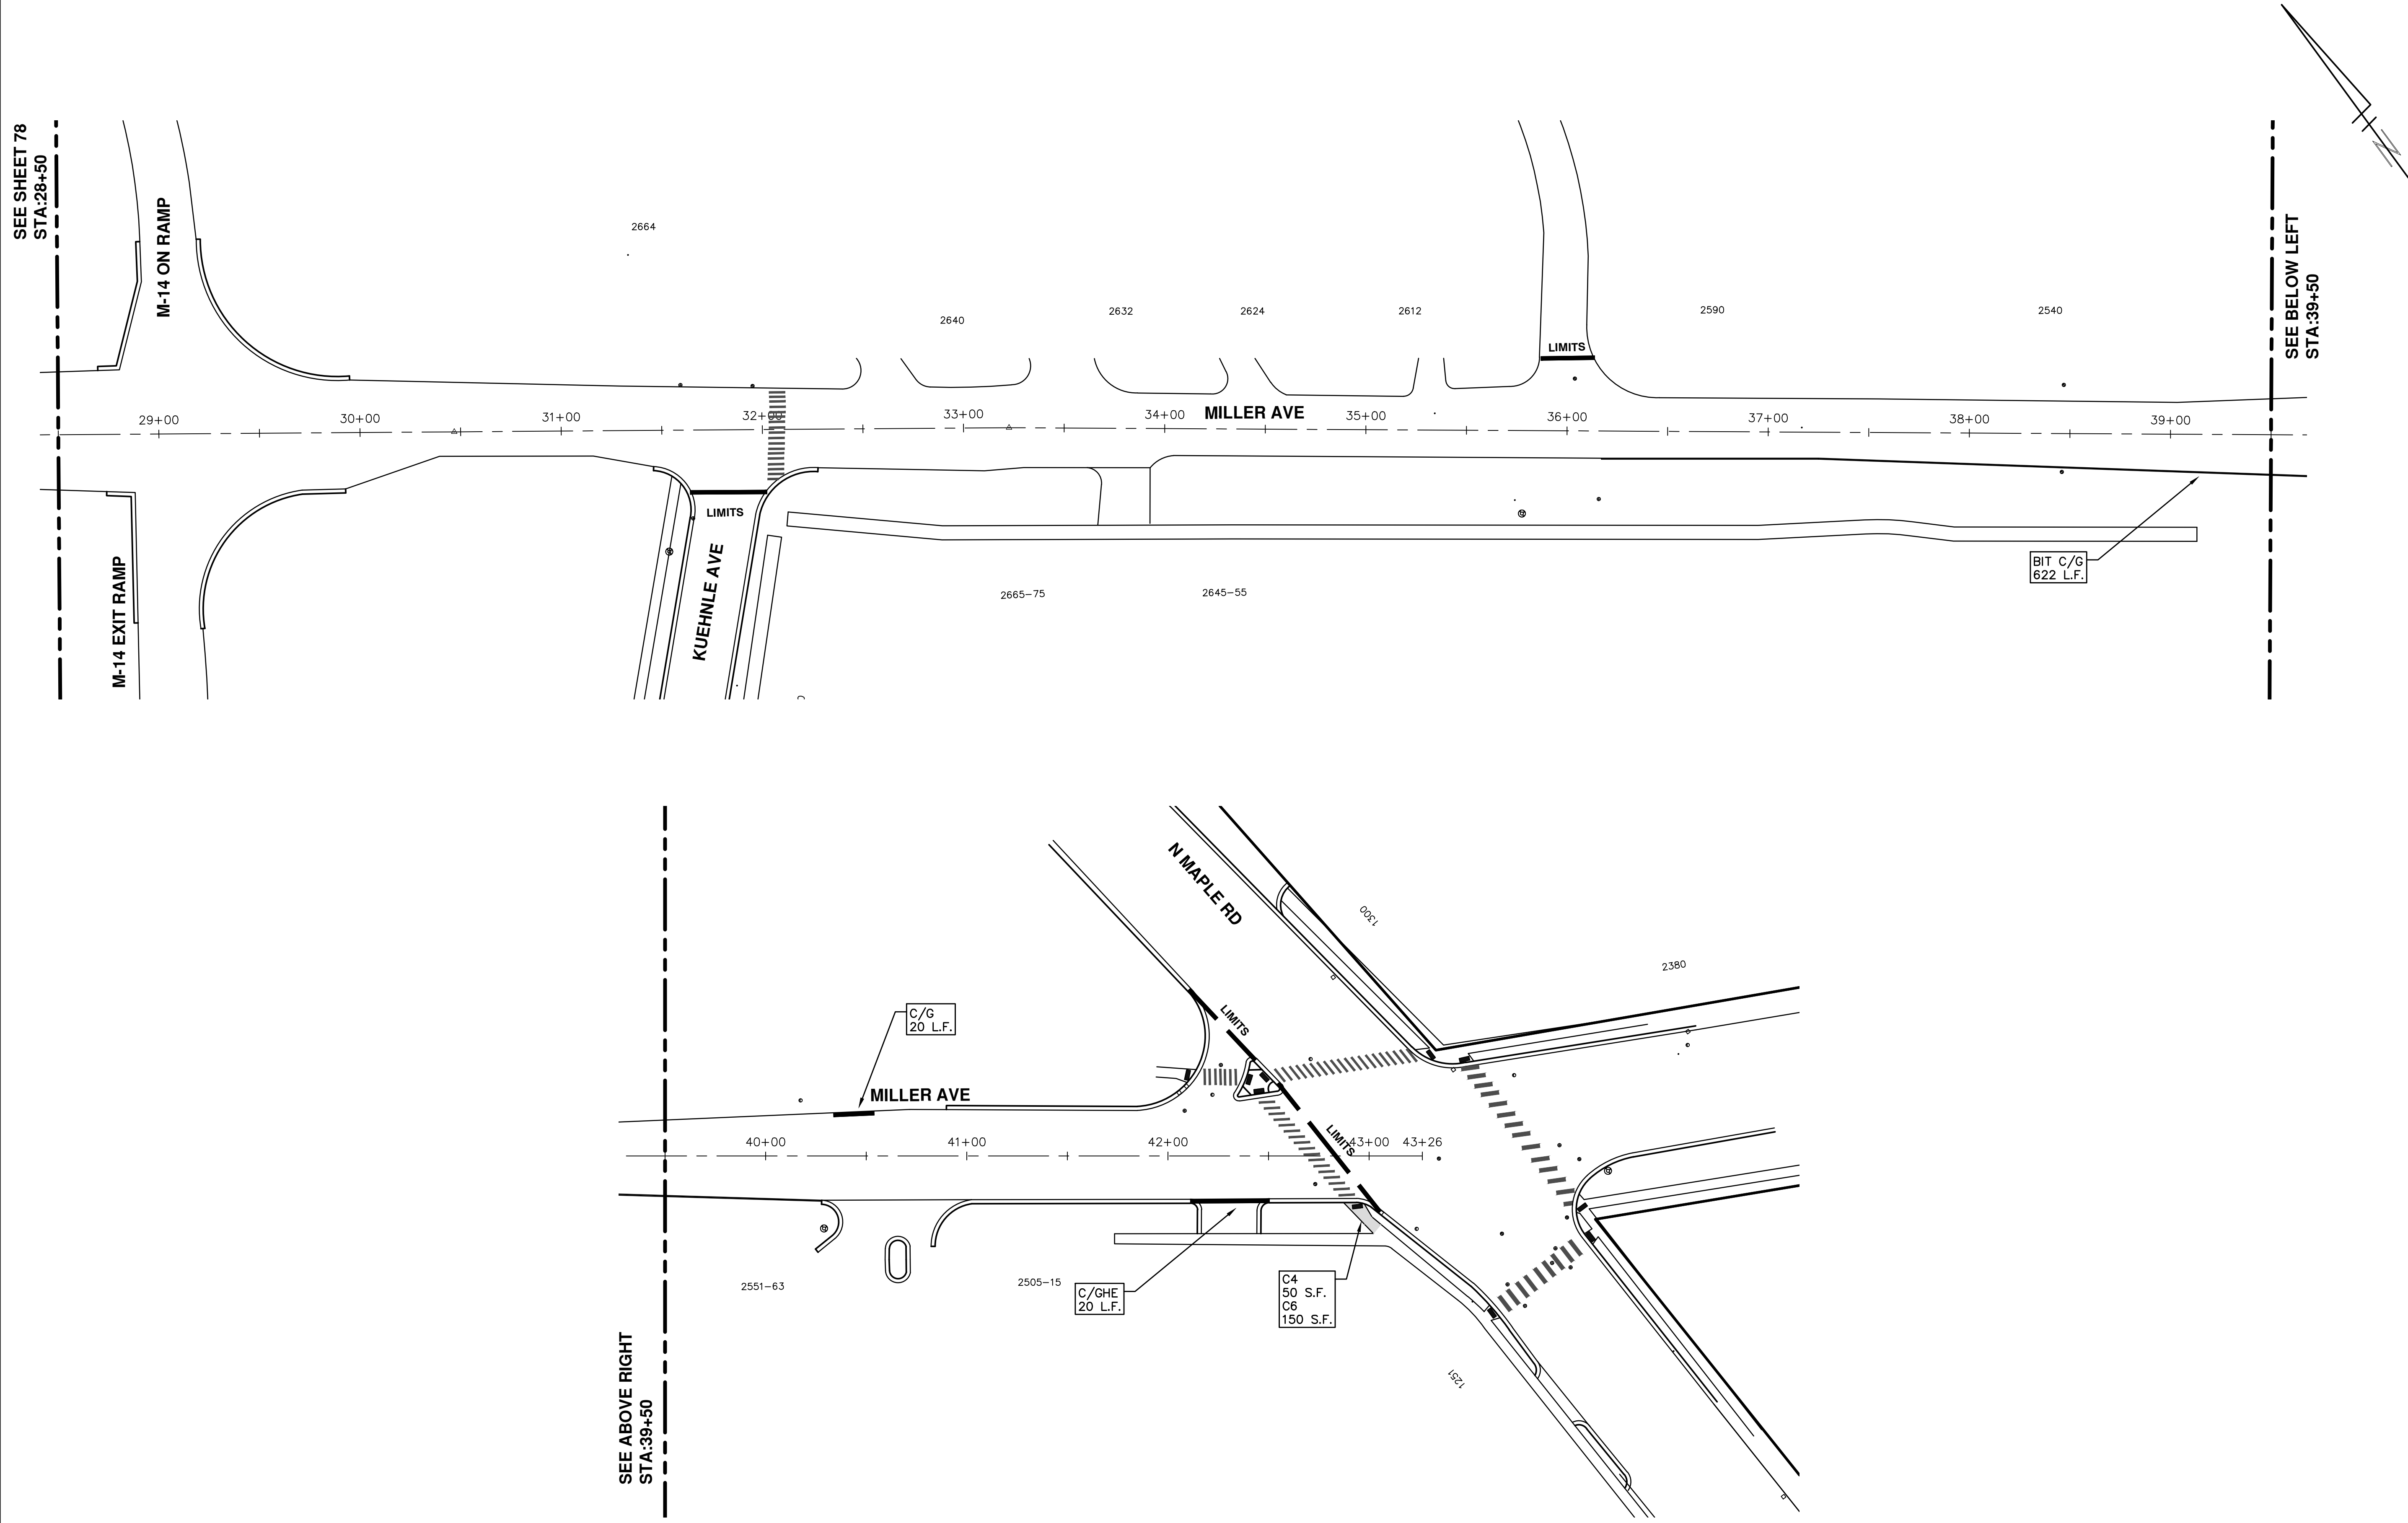 SEE SHEET 78
STA:28+50
M-14 ON RAMP
M-14 EXIT RAMP
2664
2640
2632
2624
2612
2590
2540
N
LIMITS
SEE BELOW LEFT
STA:39+50
29+00
30+00
31+00
32+00
33+00
34+00
MILLER AVE
35+00
36+00
37+00
38+00
39+00
LIMITS
KUEHNLE AVE
2665-75
2645-55
BIT C/G
622 L.F.
N MAPLE RD
1300
2380
C/G
20 L.F.
LIMITS
MILLER AVE
LIMITS
40+00
41+00
42+00
43+00
43+26
2551-63
2505-15
C/GHE
20 L.F.
C4
50 S.F.
C6
150 S.F.
1251
SEE ABOVE RIGHT
STA:39+50